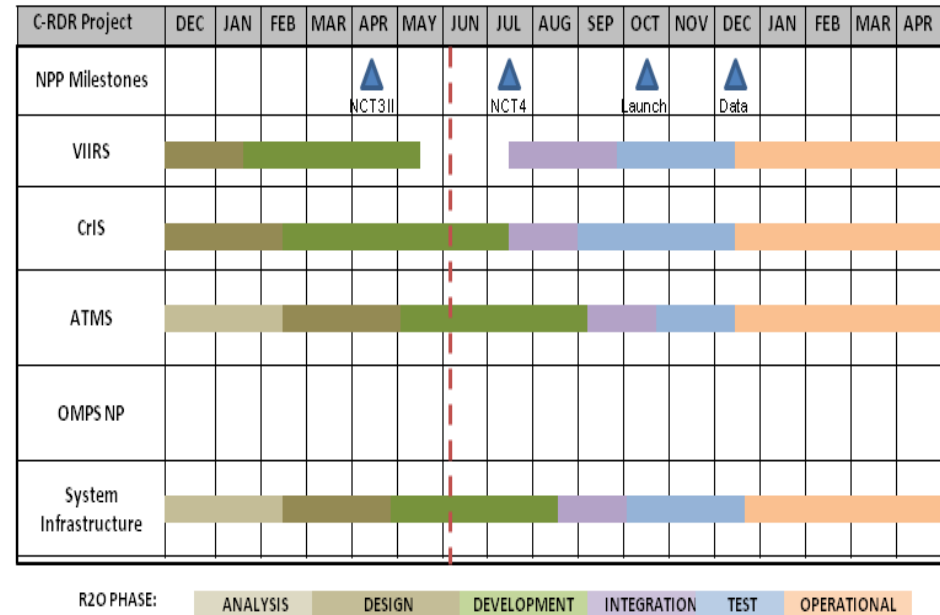 C-RDR Project DEC JAN FEB MAR APR MAY JUN JUL AUG SEP OCT NOV DEC JAN FEB MAR APR
NPP Milestones
NCT3II NCT4 Launch Data
VIIRS
CrIS
ATMS
OMPS NP
System
Infrastructure
R2O PHASE: ANALYSIS DESIGN DEVELOPMENT INTEGRATION TEST OPERATIONAL